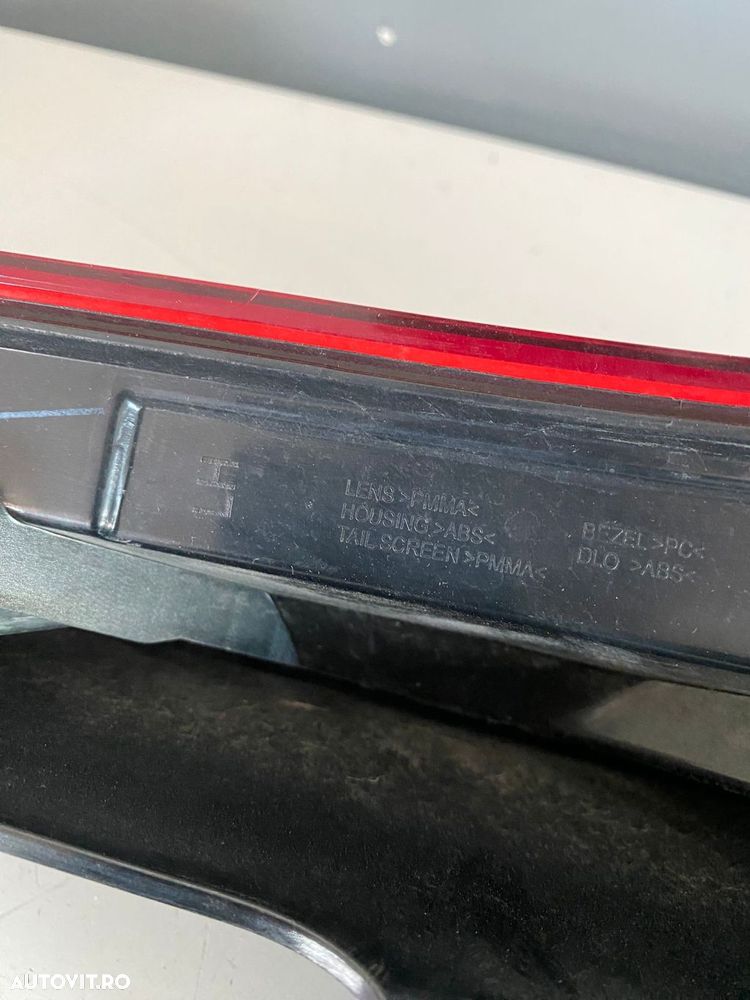 LENS >PMMA<
HOUSING >ABS<
TAIL SCREEN >PMMA<
BEZEL >PC<
DLO >ABS<
AUTOVIT.RO